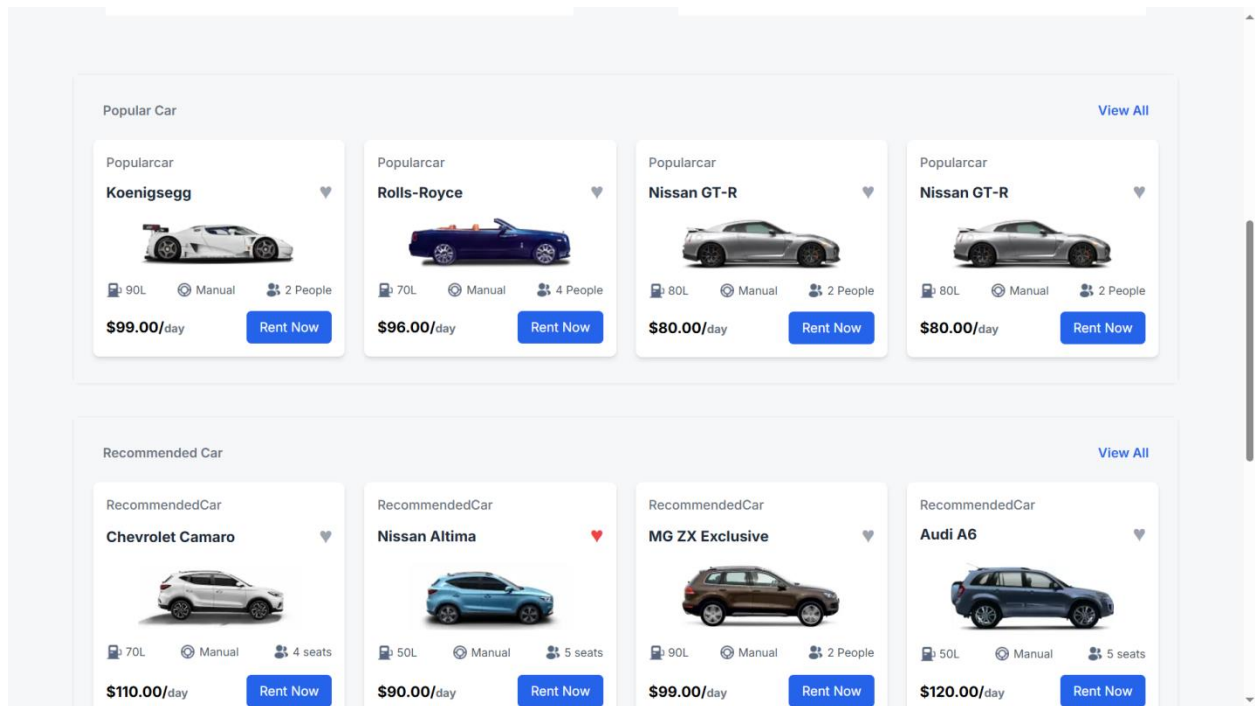 Popular Car View All
Popularcar Popularcar Popularcar Popularcar
Koenigsegg Rolls-Royce Nissan GT-R Nissan GT-R
90L Manual 2 People 70L Manual 4 People 80L Manual 2 People 80L Manual 2 People
$99.00/day Rent Now $96.00/day Rent Now $80.00/day Rent Now $80.00/day Rent Now
Recommended Car View All
RecommendedCar RecommendedCar RecommendedCar RecommendedCar
Chevrolet Camaro Nissan Altima MG ZX Exclusive Audi A6
70L Manual 4 seats 50L Manual 5 seats 90L Manual 2 People 50L Manual 5 seats
$110.00/day Rent Now $90.00/day Rent Now $99.00/day Rent Now $120.00/day Rent Now